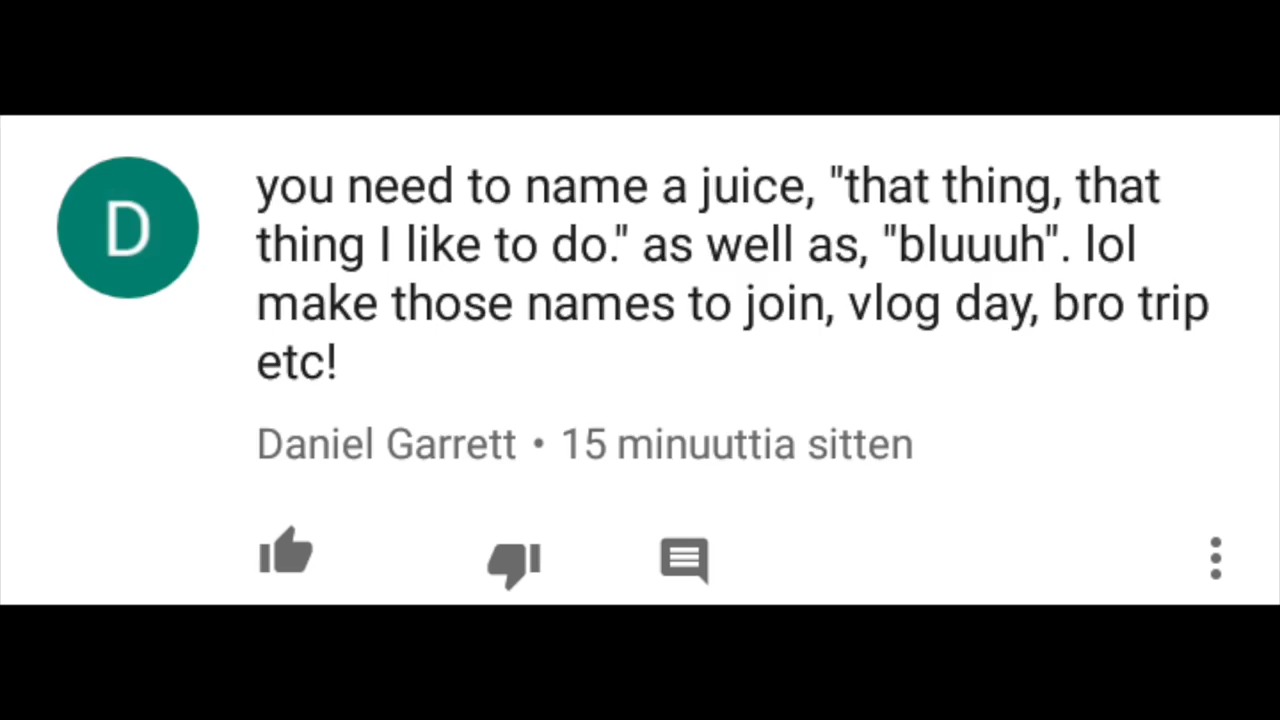 D
you need to name a juice, "that thing, that
thing I like to do." as well as, "bluuuh". lol
make those names to join, vlog day, bro trip
etc!
Daniel Garrett • 15 minuuttia sitten